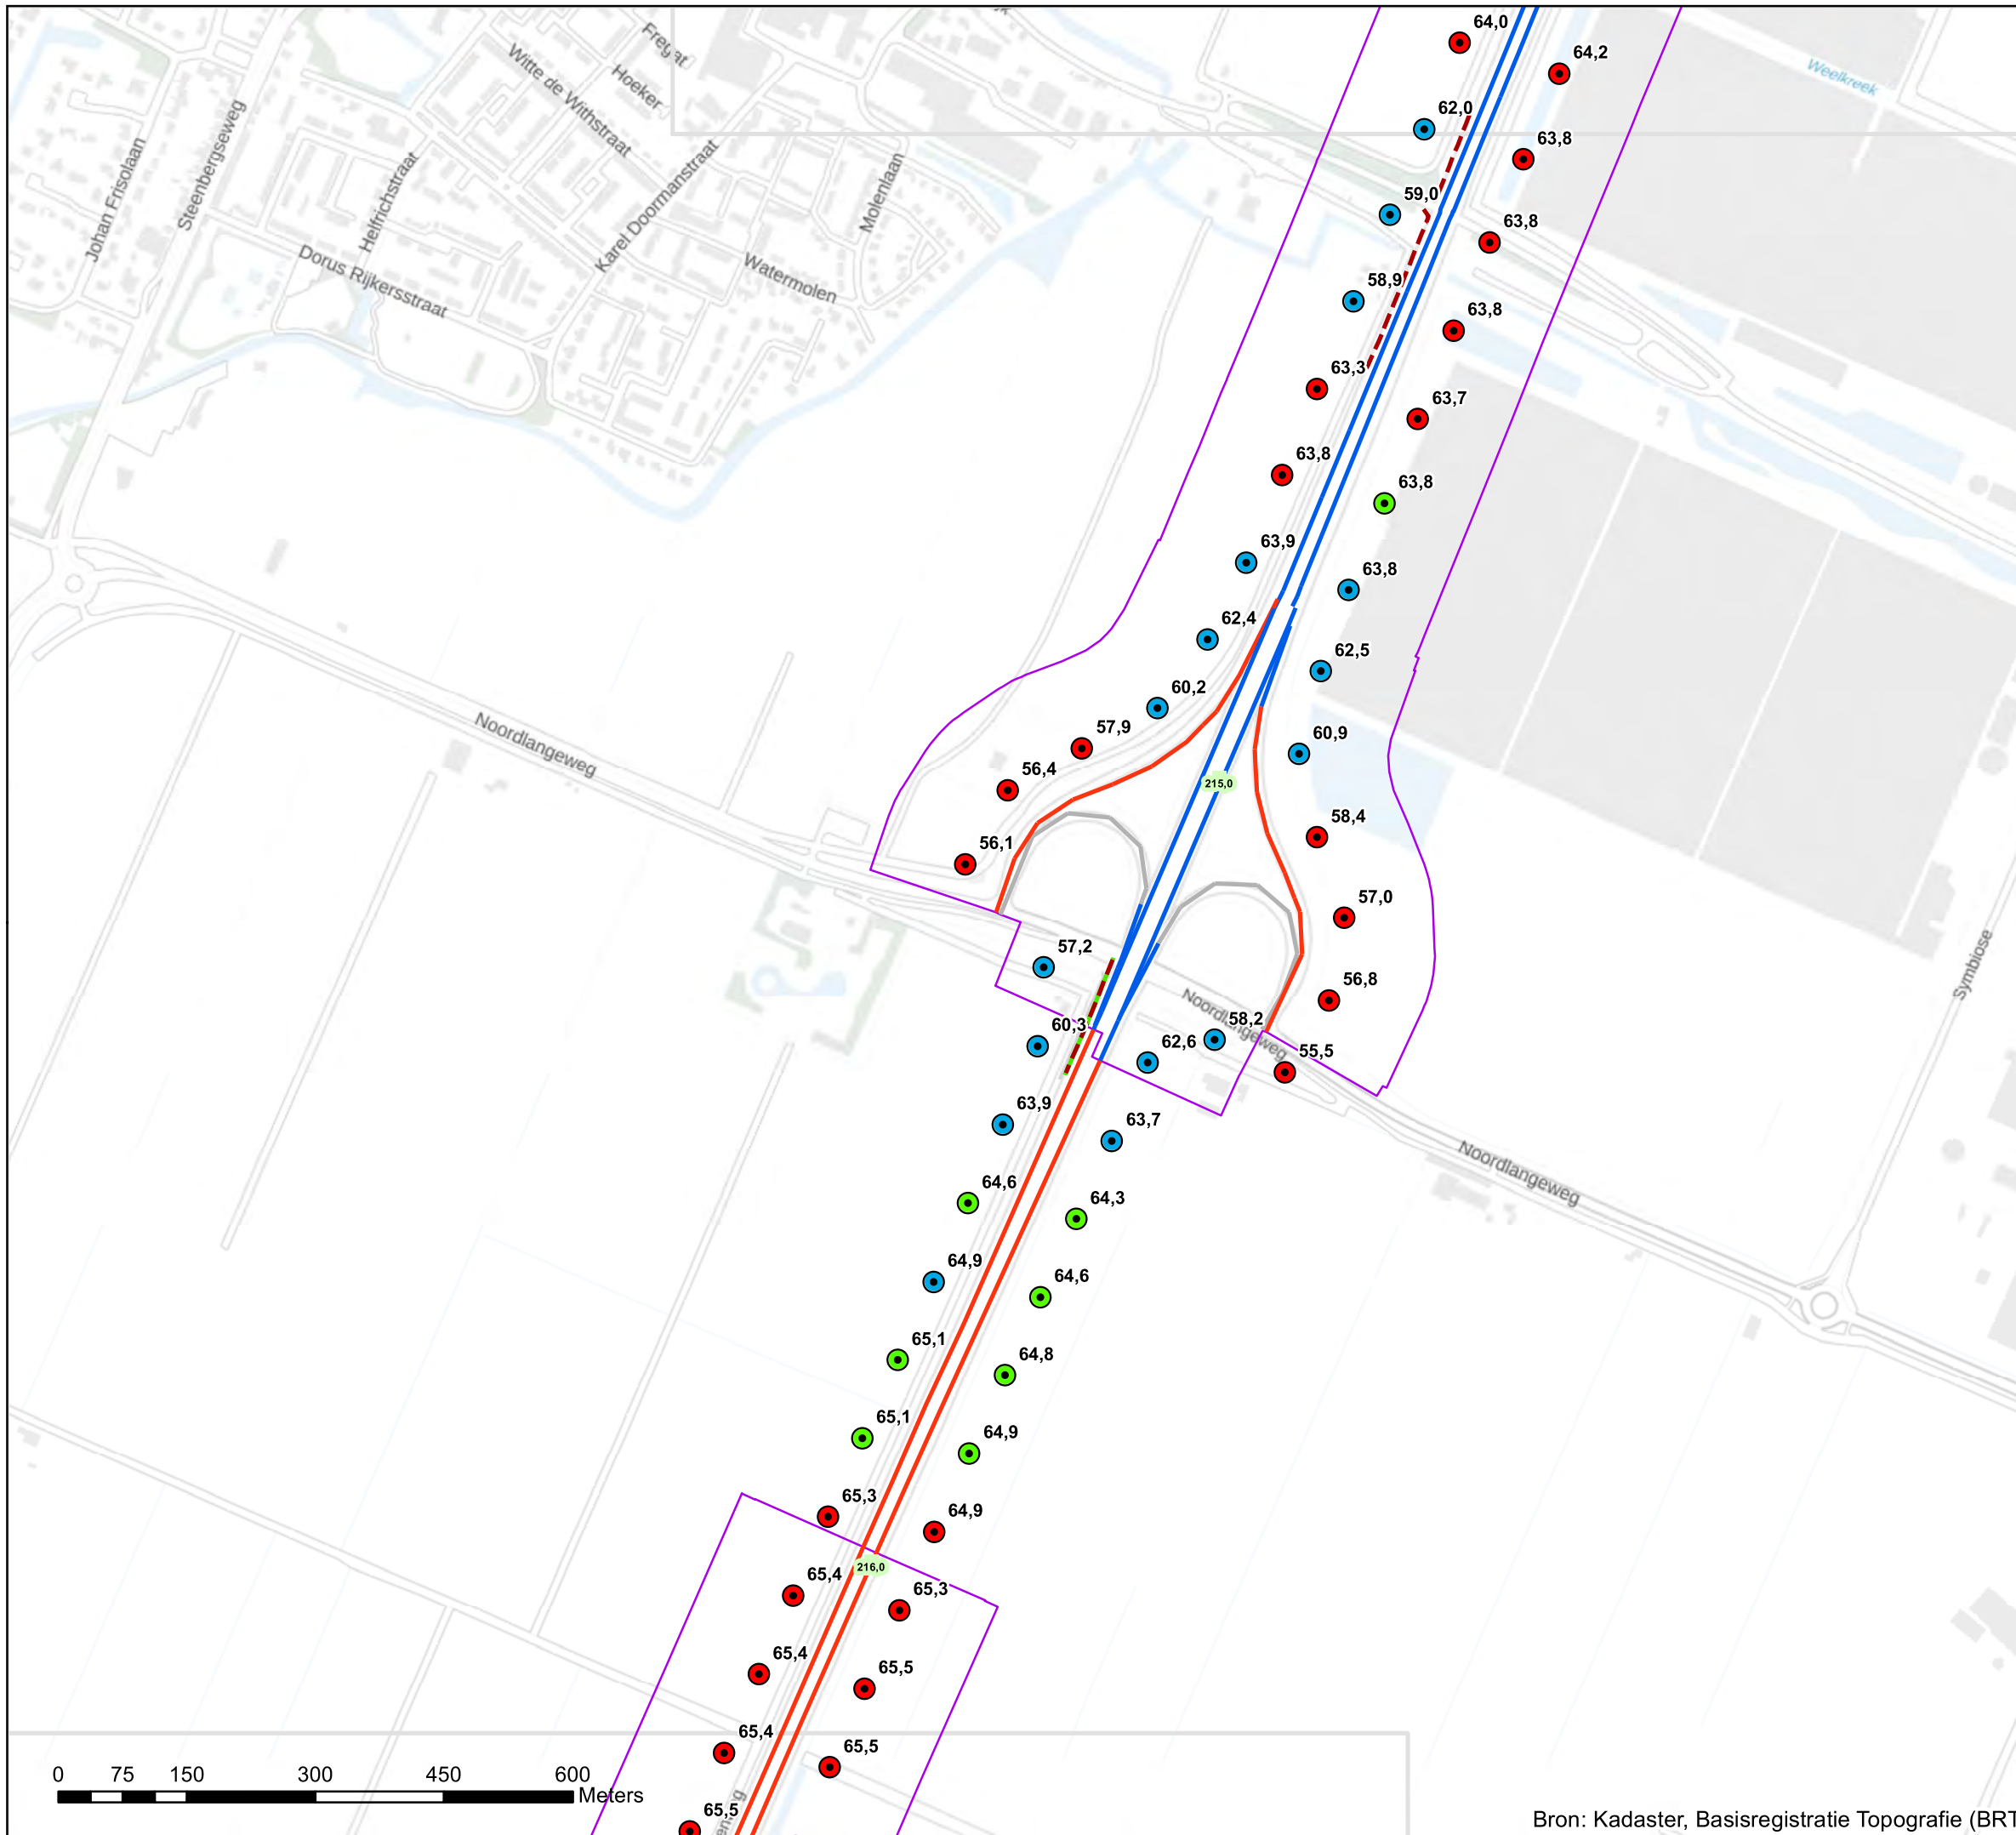 64,0
64,2
Fregat
Hoeker
Witte de Withstraat
Weelkreek
62,0
63,8
Johan Frisolaan
Steenbergseweg
Helfrichstraat
Karel Doormanstraat
Molenlaan
59,0
63,8
Dorus Rijkersstraat
Watermolen
58,9
63,8
63,3
63,7
63,8
63,8
63,9
63,8
62,4
62,5
60,2
57,9
60,9
Noordlangeweg
56,4
215,0
58,4
56,1
57,0
57,2
Symbiose
56,8
Noordlangeweg
60,3
58,2
62,6
55,5
63,9
63,7
Noordlangeweg
64,6
64,3
64,9
64,6
65,1
64,8
65,1
64,9
65,3
64,9
216,0
65,4
65,3
65,4
65,5
65,4
65,5
0 75 150 300 450 600
Meters
65,5
Bron: Kadaster, Basisregistratie Topografie (BRT